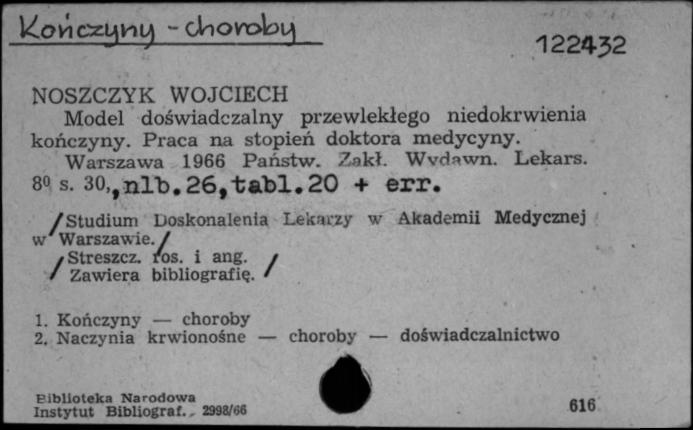 Kończyny - choroby
122432
NOSZCZYK WOJCIECH
Model doświadczalny przewlekłego niedokrwienia
kończyny. Praca na stopień doktora medycyny.
Warszawa 1966 Państw. Zakł. Wydawn. Lekars.
8º s. 30,, nlb. 26, tabl. 20 + err.
/Studium Doskonalenia Lekarzy w Akademii Medycznej
w Warszawie./
/Streszcz. ros. i ang. /
/ Zawiera bibliografię. /
1. Kończyny — choroby
2. Naczynia krwionośne — choroby — doświadczalnictwo
Biblioteka Narodowa
Instytut Bibliograf. 2998/66
616